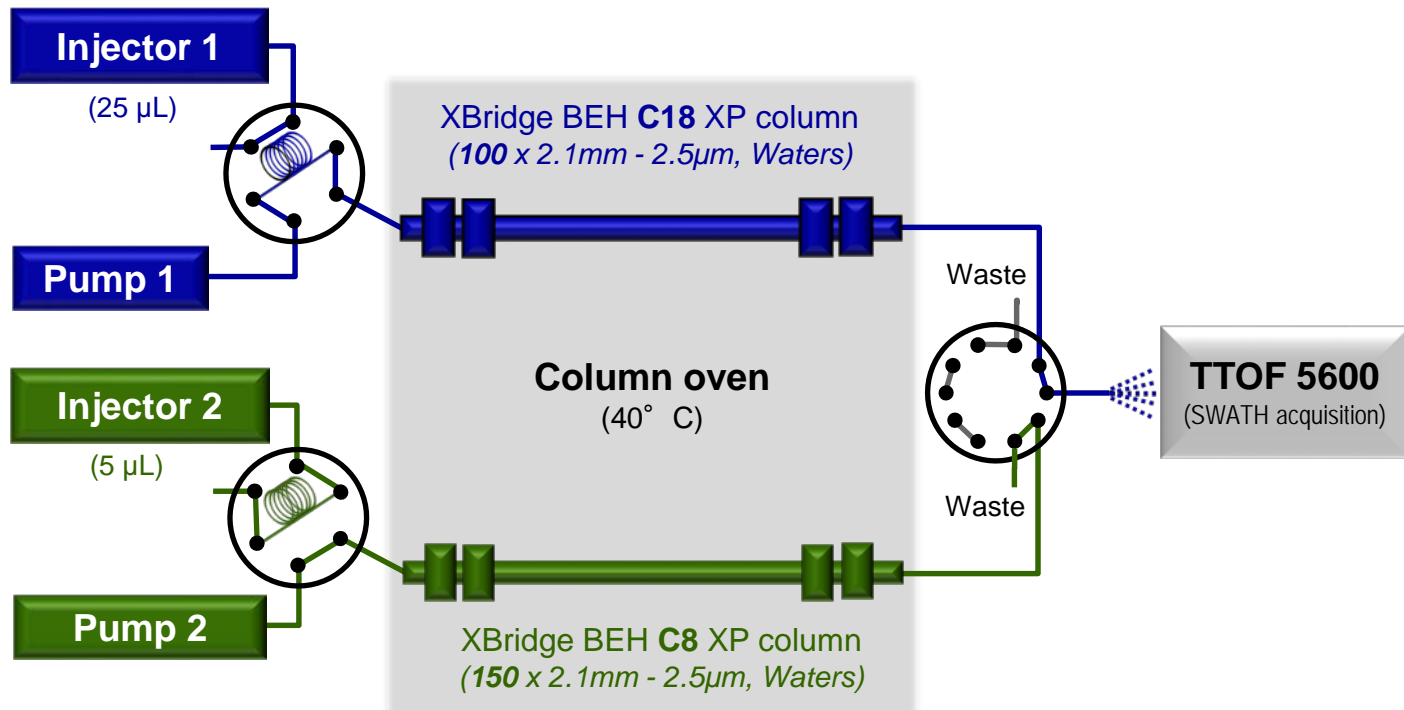 Injector 1
(25 µL)
Pump 1
XBridge BEH C18 XP column
(100 x 2.1mm - 2.5µm, Waters)
Waste
Column oven
(40° C)
TTOF 5600
(SWATH acquisition)
Injector 2
(5 µL)
Waste
Pump 2
XBridge BEH C8 XP column
(150 x 2.1mm - 2.5µm, Waters)